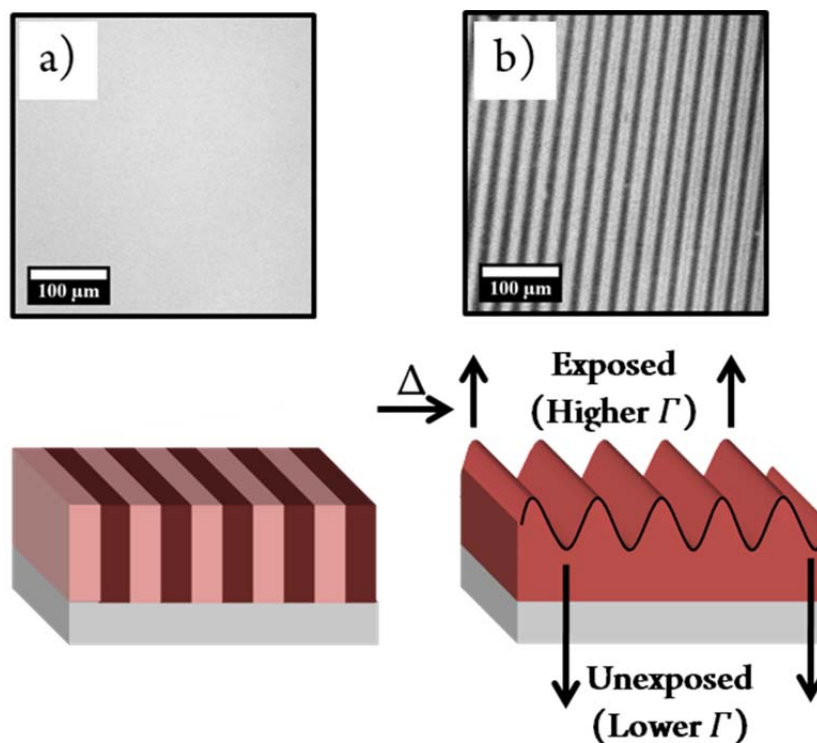 a)
b)
100 µm
100 µm
Δ
Exposed
(Higher Γ)
Unexposed
(Lower Γ)